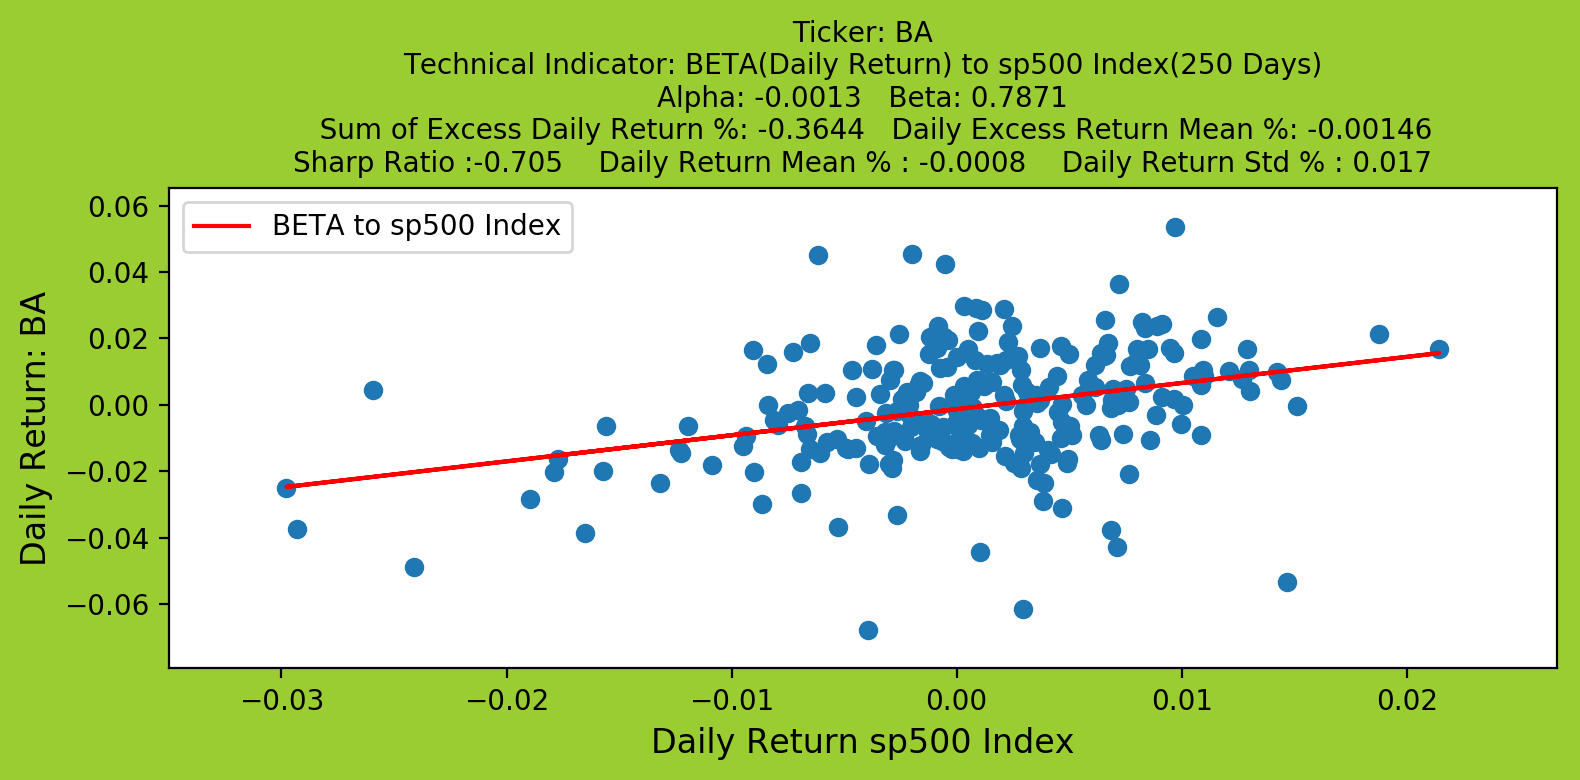 Ticker: BA
Technical Indicator: BETA(Daily Return) to sp500 Index(250 Days)
Alpha: -0.0013   Beta: 0.7871
Sum of Excess Daily Return %: -0.3644   Daily Excess Return Mean %: -0.00146
Sharp Ratio :-0.705    Daily Return Mean % : -0.0008    Daily Return Std % : 0.017
BETA to sp500 Index
0.06
0.04
0.02
0.00
−0.02
−0.04
−0.06
Daily Return: BA
−0.03
−0.02
−0.01
0.00
0.01
0.02
Daily Return sp500 Index